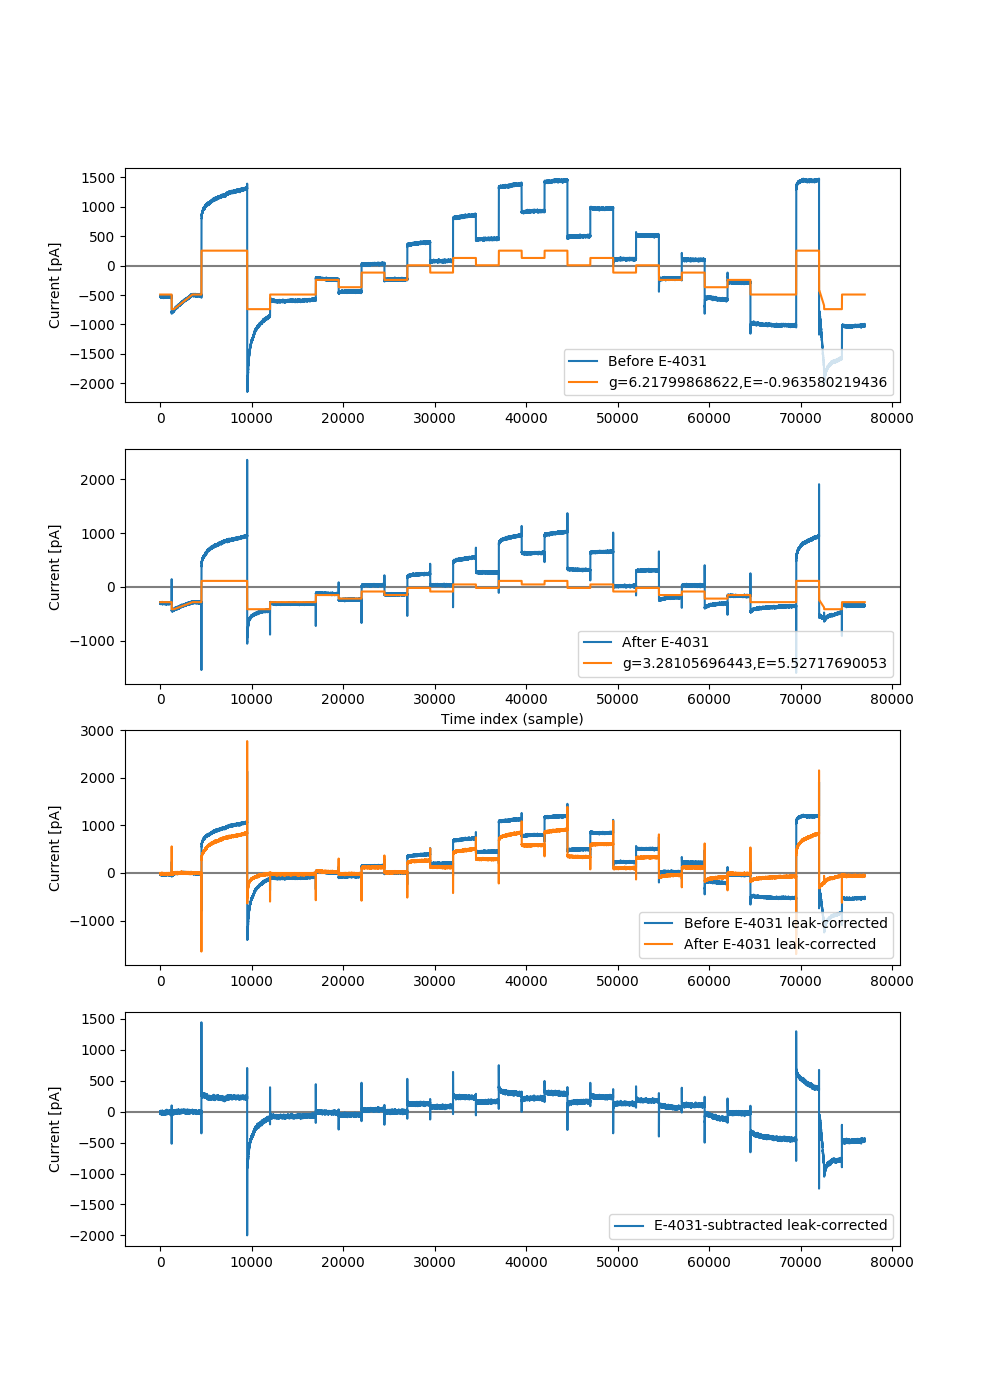 1500
1000
500
0
−500
−1000
−1500
−2000
Current [pA]
Before E-4031
g=6.21799868622,E=-0.963580219436
0 10000 20000 30000 40000 50000 60000 70000 80000
2000
1000
0
−1000
Current [pA]
After E-4031
g=3.28105696443,E=5.52717690053
0 10000 20000 30000 40000 50000 60000 70000 80000
Time index (sample)
3000
2000
1000
0
−1000
Current [pA]
Before E-4031 leak-corrected
After E-4031 leak-corrected
0 10000 20000 30000 40000 50000 60000 70000 80000
1500
1000
500
0
−500
−1000
−1500
−2000
Current [pA]
E-4031-subtracted leak-corrected
0 10000 20000 30000 40000 50000 60000 70000 80000